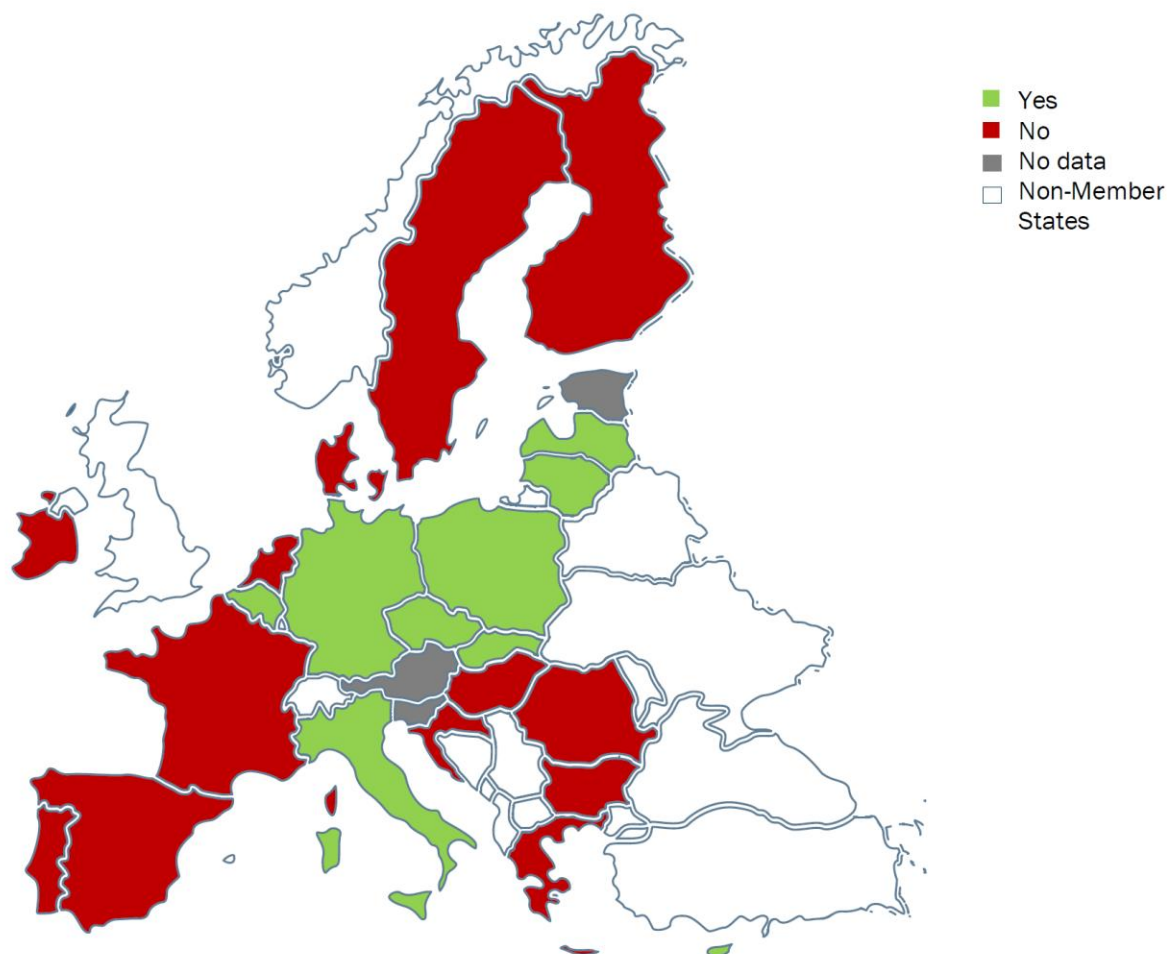 Yes
No
No data
Non-Member
States